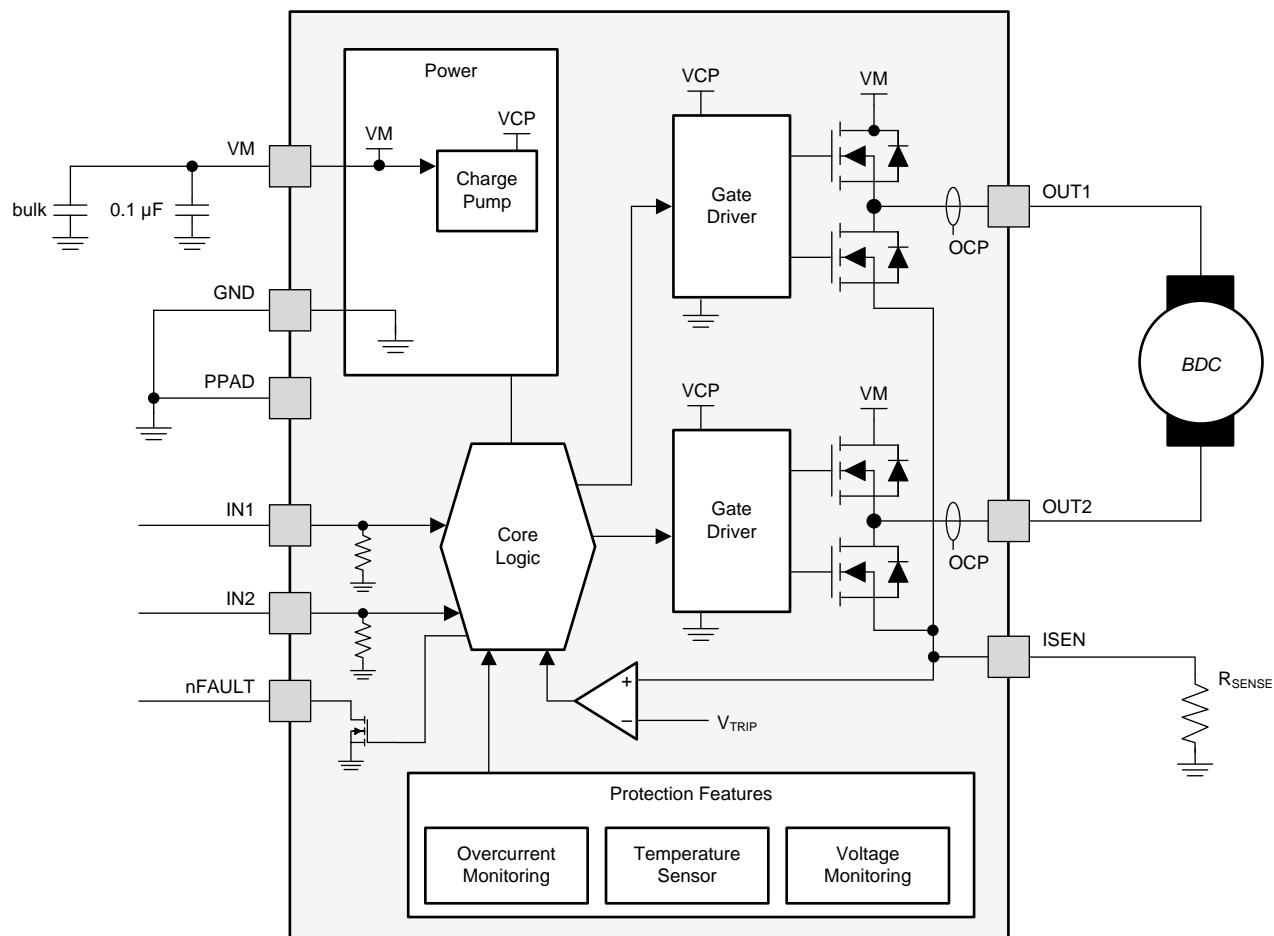 Power
VCP
VM
Charge
Pump
VM
bulk
0.1 µF
GND
PPAD
IN1
IN2
nFAULT
Core
Logic
VCP
Gate
Driver
VM
OCP
OUT1
BDC
VCP
Gate
Driver
VM
OCP
OUT2
ISEN
RSENSE
+
−
VTRIP
Protection Features
Overcurrent
Monitoring
Temperature
Sensor
Voltage
Monitoring